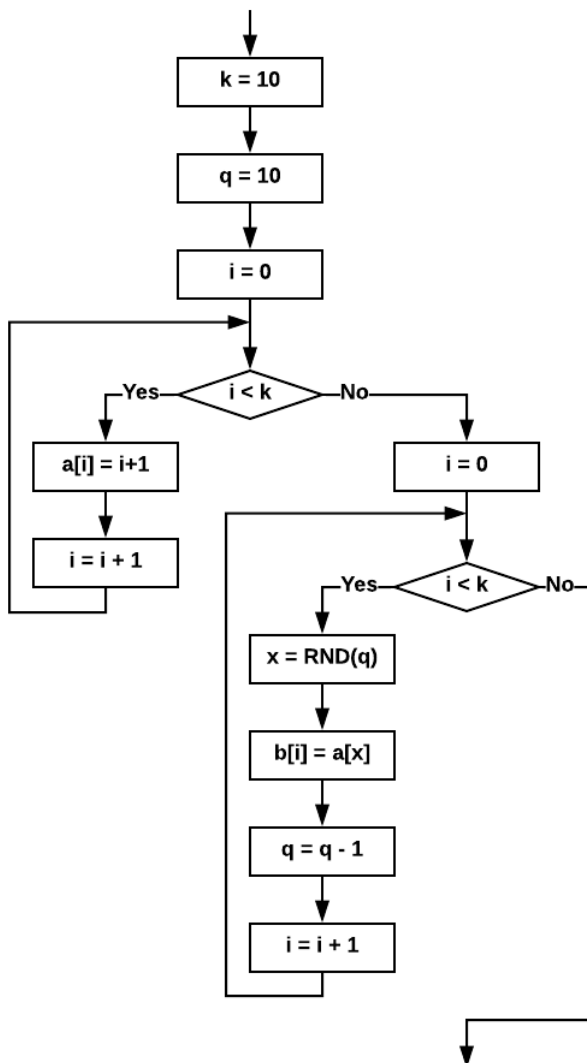 k = 10
q = 10
i = 0
i < k
Yes
No
a[i] = i+1
i = i + 1
i = 0
i < k
Yes
No
x = RND(q)
b[i] = a[x]
q = q - 1
i = i + 1